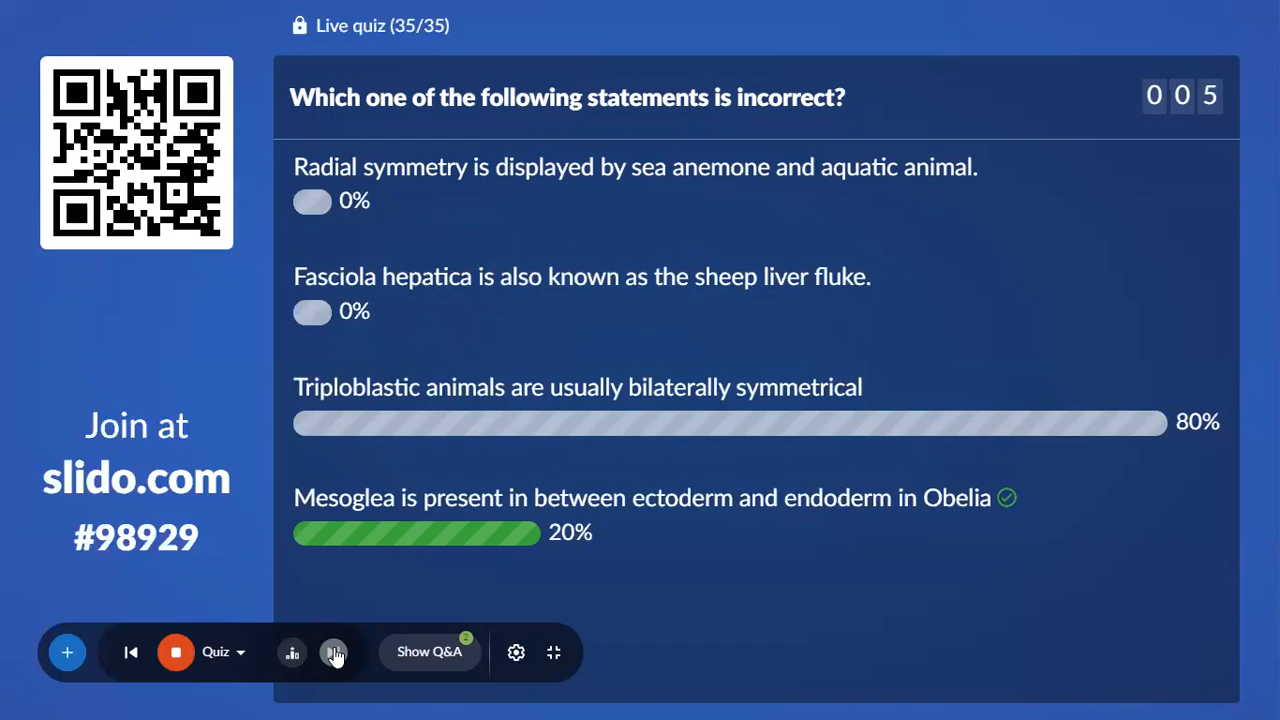 Live quiz (35/35)
Which one of the following statements is incorrect?
005
Radial symmetry is displayed by sea anemone and aquatic animal.
0%
Fasciola hepatica is also known as the sheep liver fluke.
0%
Triploblastic animals are usually bilaterally symmetrical
80%
Mesoglea is present in between ectoderm and endoderm in Obelia
20%
Join at
slido.com
#98929
Quiz
Show Q&A
2